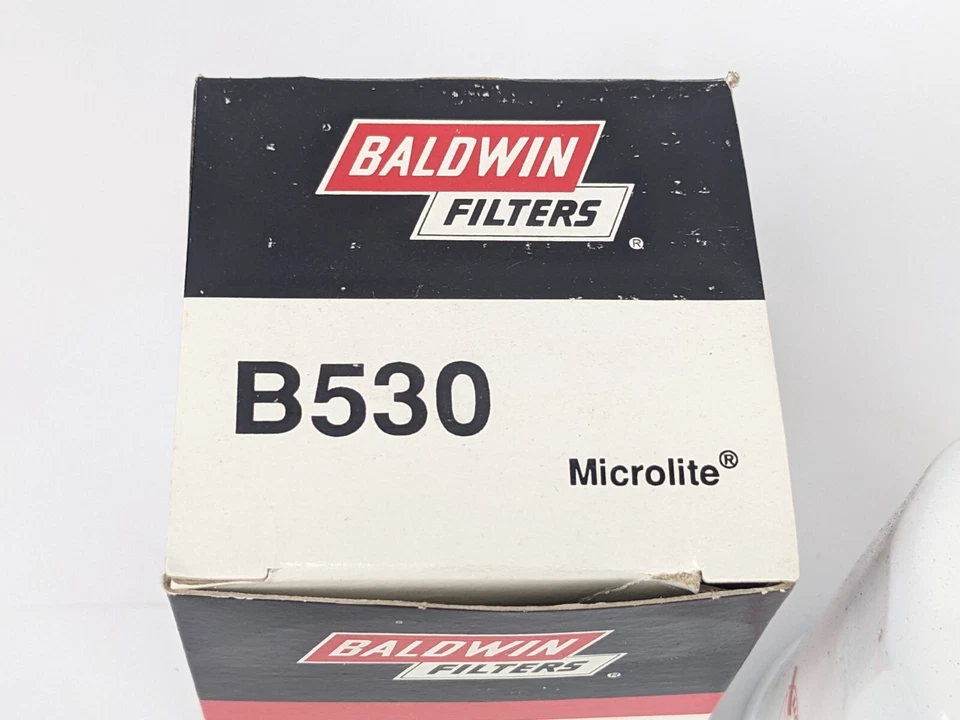 BALDWIN
FILTERS
®
B530
Microlite®
BALDWIN
FILTERS
®